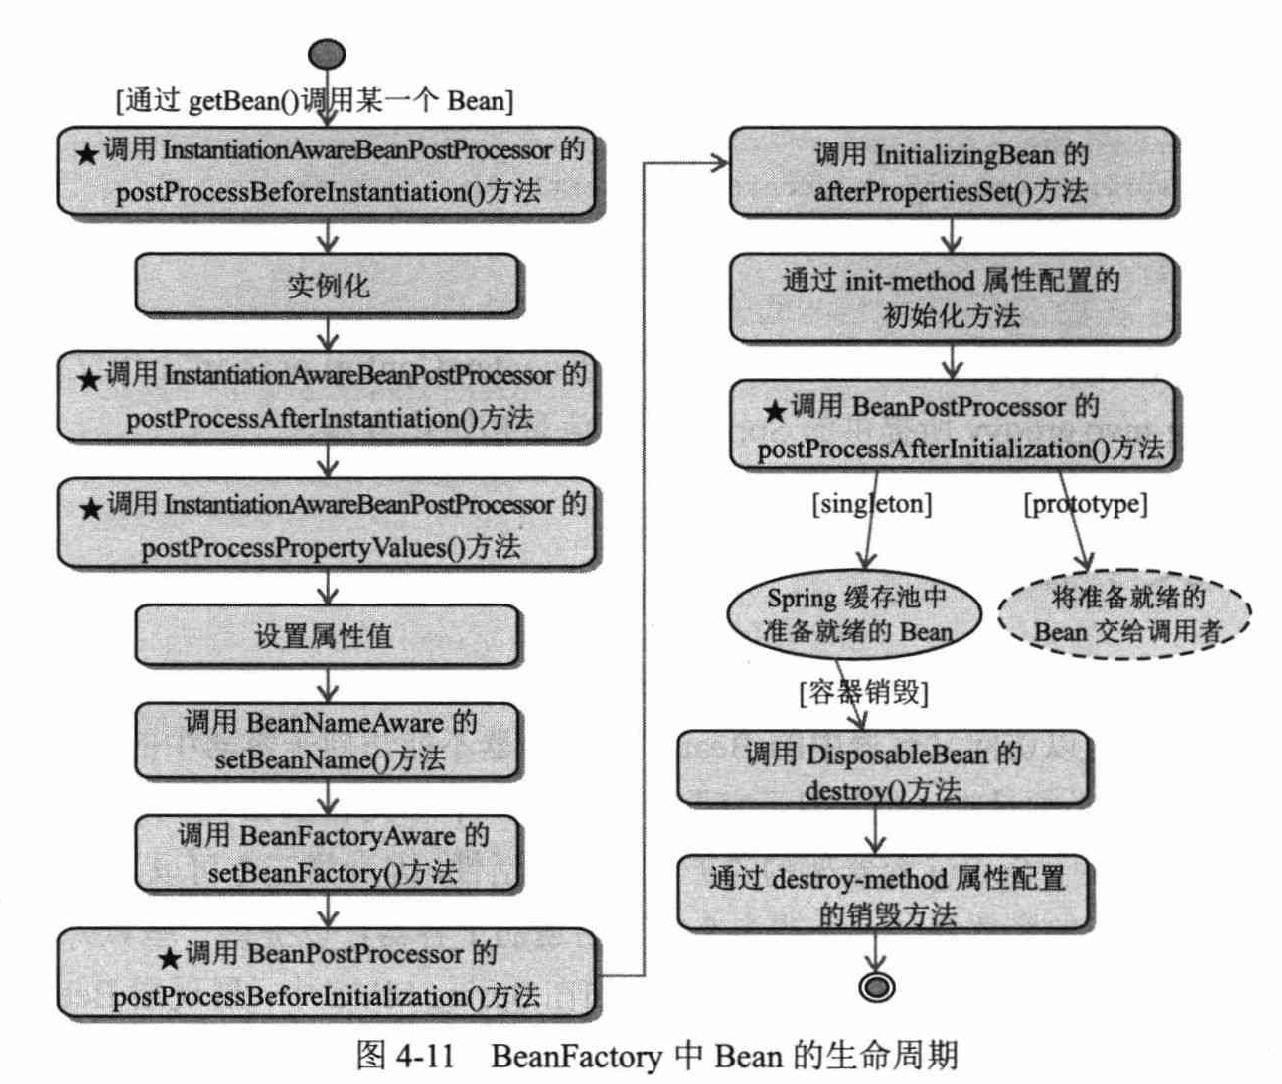 [通过 getBean()调用某一个 Bean]
★调用 InstantiationAwareBeanPostProcessor 的
postProcessBeforeInstantiation()方法
实例化
★调用 InstantiationAwareBeanPostProcessor 的
postProcessAfterInstantiation()方法
★调用 InstantiationAwareBeanPostProcessor 的
postProcessPropertyValues()方法
设置属性值
调用 BeanNameAware 的
setBeanName()方法
调用 BeanFactoryAware 的
setBeanFactory()方法
★调用 BeanPostProcessor 的
postProcessBeforeInitialization()方法
调用 InitializingBean 的
afterPropertiesSet()方法
通过 init-method 属性配置的
初始化方法
★调用 BeanPostProcessor 的
postProcessAfterInitialization()方法
[singleton]
[prototype]
Spring 缓存池中
准备就绪的 Bean
将准备就绪的
Bean 交给调用者
[容器销毁]
调用 DisposableBean 的
destroy()方法
通过 destroy-method 属性配置
的销毁方法
图 4-11 BeanFactory 中 Bean 的生命周期